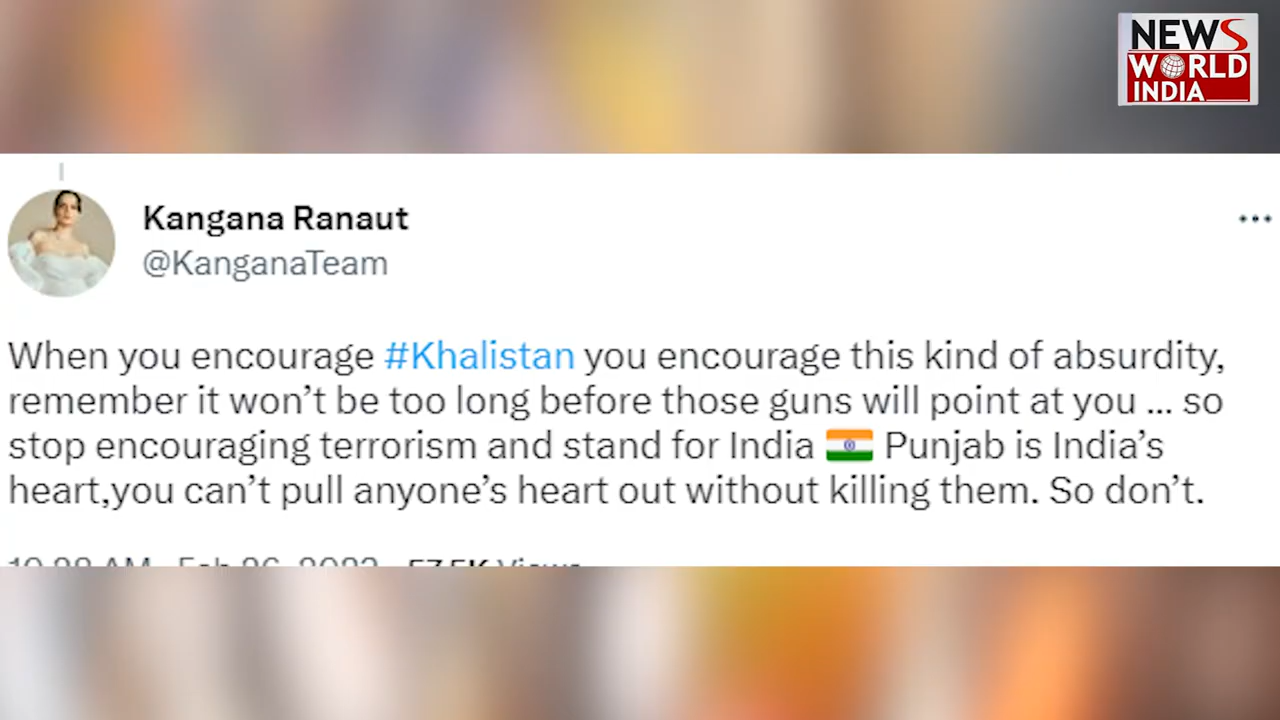 NEWS
WORLD
INDIA
Kangana Ranaut
@KanganaTeam
When you encourage #Khalistan you encourage this kind of absurdity,
remember it won’t be too long before those guns will point at you ... so
stop encouraging terrorism and stand for India 🇮🇳 Punjab is India’s
heart,you can’t pull anyone’s heart out without killing them. So don’t.